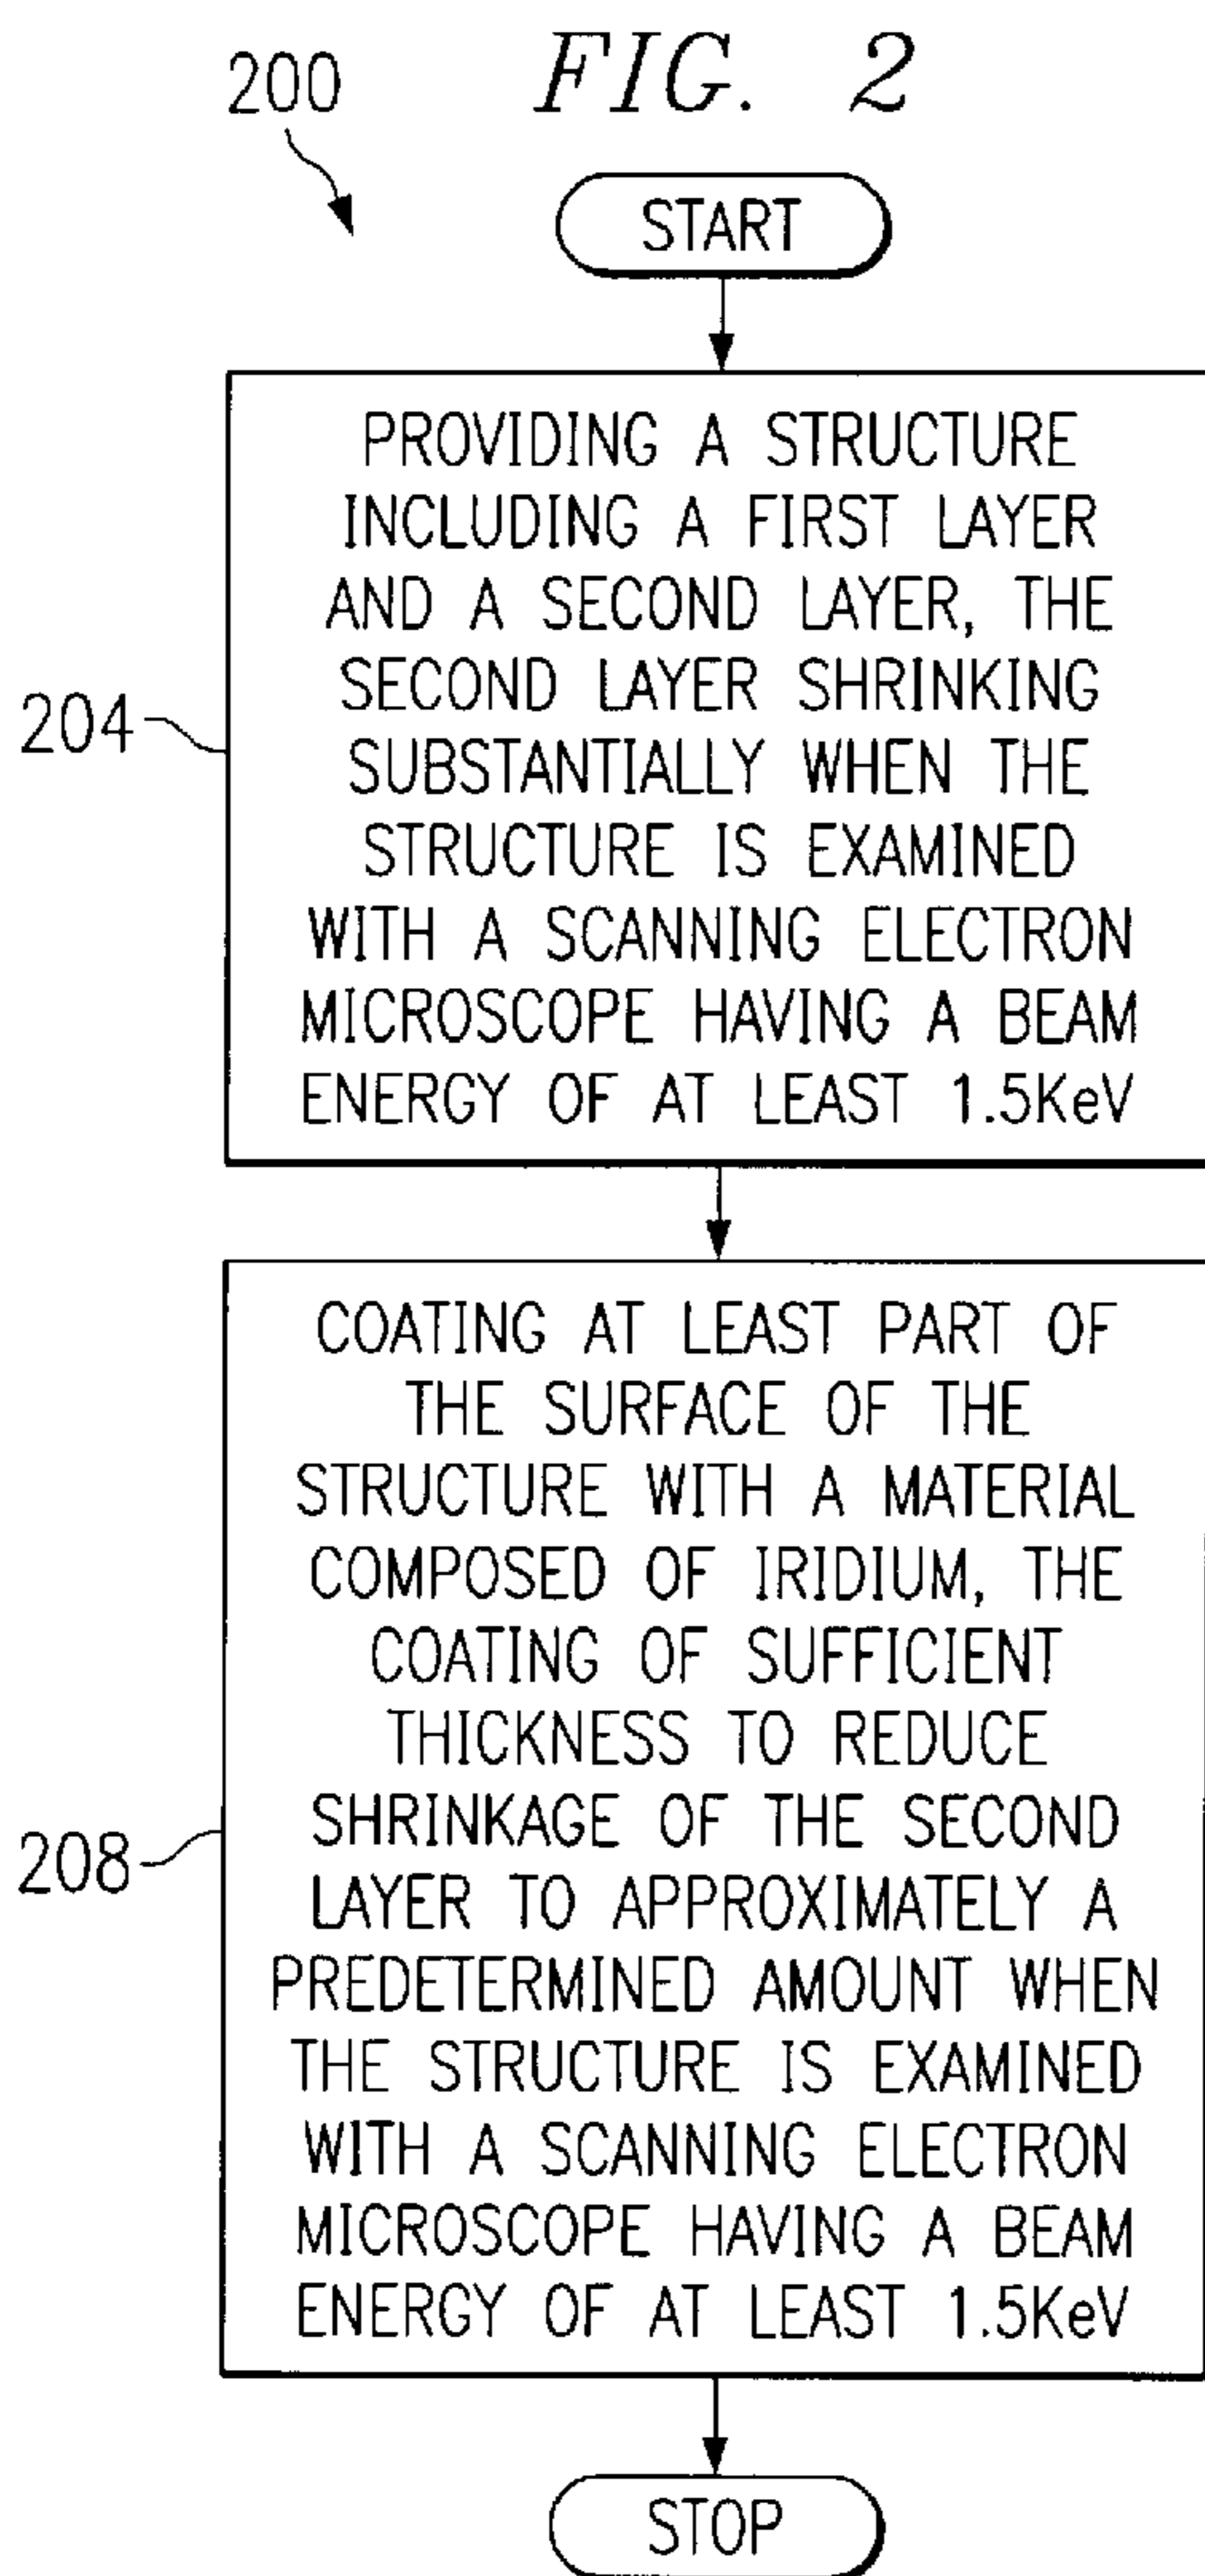 200
FIG. 2
START
PROVIDING A STRUCTURE
INCLUDING A FIRST LAYER
AND A SECOND LAYER, THE
SECOND LAYER SHRINKING
SUBSTANTIALLY WHEN THE
STRUCTURE IS EXAMINED
WITH A SCANNING ELECTRON
MICROSCOPE HAVING A BEAM
ENERGY OF AT LEAST 1.5KeV
204
COATING AT LEAST PART OF
THE SURFACE OF THE
STRUCTURE WITH A MATERIAL
COMPOSED OF IRIDIUM, THE
COATING OF SUFFICIENT
THICKNESS TO REDUCE
SHRINKAGE OF THE SECOND
LAYER TO APPROXIMATELY A
PREDETERMINED AMOUNT WHEN
THE STRUCTURE IS EXAMINED
WITH A SCANNING ELECTRON
MICROSCOPE HAVING A BEAM
ENERGY OF AT LEAST 1.5KeV
208
STOP